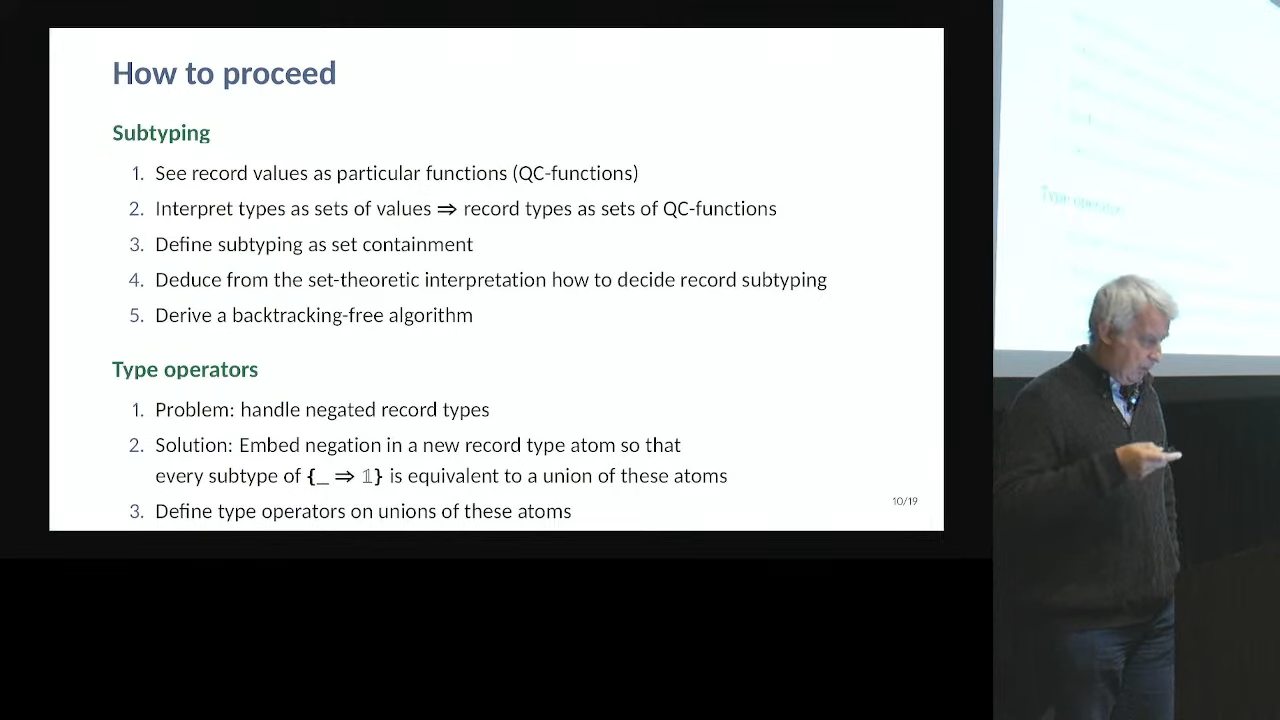 How to proceed
Subtyping
1. See record values as particular functions (QC-functions)
2. Interpret types as sets of values ⇒ record types as sets of QC-functions
3. Define subtyping as set containment
4. Deduce from the set-theoretic interpretation how to decide record subtyping
5. Derive a backtracking-free algorithm
Type operators
1. Problem: handle negated record types
2. Solution: Embed negation in a new record type atom so that
every subtype of {_ ⇒ 𝟙} is equivalent to a union of these atoms
3. Define type operators on unions of these atoms
10/19
Type operators